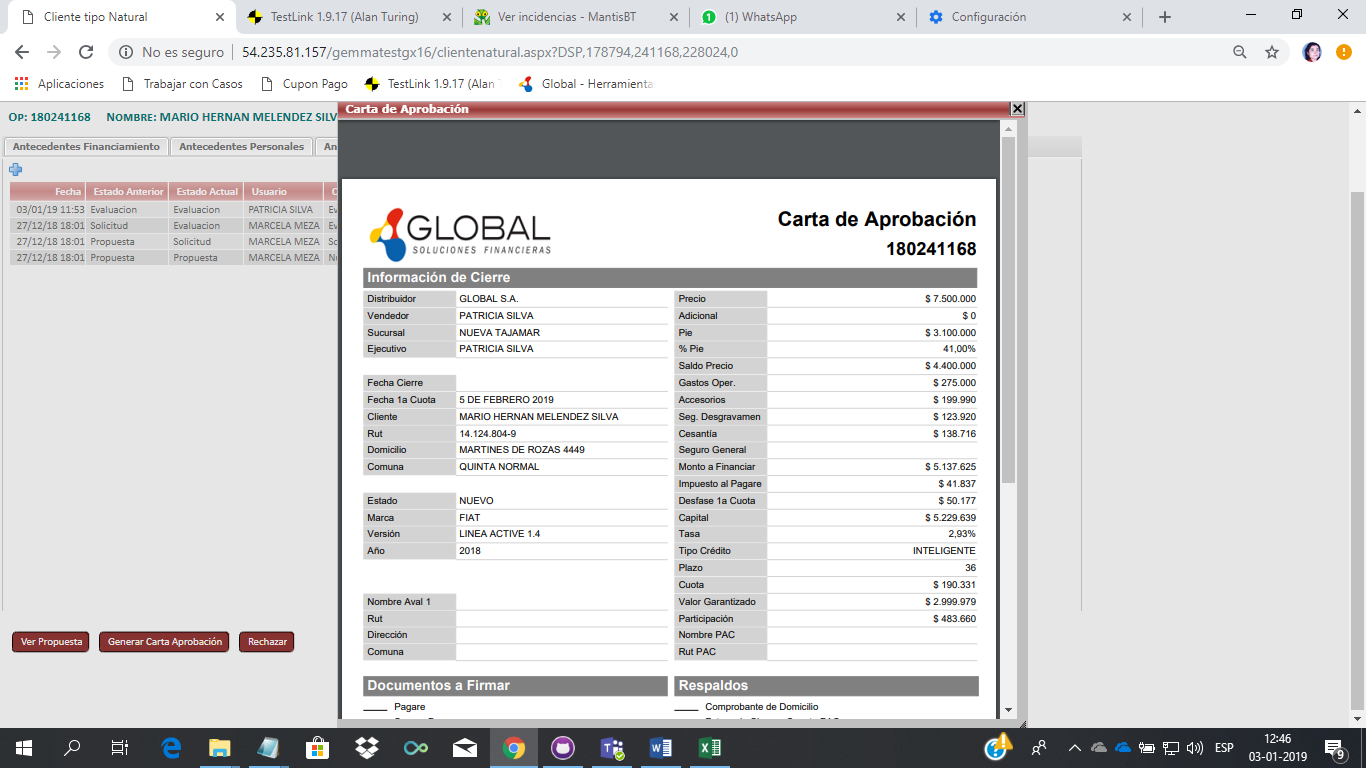 Cliente tipo Natural
TestLink 1.9.17 (Alan Turing)
Ver incidencias - MantisBT
(1) WhatsApp
Configuración
No es seguro | 54.235.81.157/gemmatestgx16/clientenatural.aspx?DSP,178794,241168,228024,0
Aplicaciones Trabajar con Casos Cupon Pago TestLink 1.9.17 (Alan Global - Herramienta
Carta de Aprobación
OP: 180241168 NOMBRE: MARIO HERNAN MELENDEZ SILV
Antecedentes Financiamiento Antecedentes Personales An
Fecha Estado Anterior Estado Actual Usuario
03/01/19 11:53 Evaluacion Evaluacion PATRICIA SILVA Ev
27/12/18 18:01 Solicitud Evaluacion MARCELA MEZA Ev
27/12/18 18:01 Propuesta Solicitud MARCELA MEZA So
27/12/18 18:01 Propuesta Propuesta MARCELA MEZA
Ver Propuesta Generar Carta Aprobación Rechazar
GLOBAL
SOLUCIONES FINANCIERAS
Carta de Aprobación
180241168
Información de Cierre
Distribuidor GLOBAL S.A.
Vendedor PATRICIA SILVA
Sucursal NUEVA TAJAMAR
Ejecutivo PATRICIA SILVA
Fecha Cierre
Fecha 1a Cuota 5 DE FEBRERO 2019
Cliente MARIO HERNAN MELENDEZ SILVA
Rut 14.124.804-9
Domicilio MARTINES DE ROZAS 4449
Comuna QUINTA NORMAL
Estado NUEVO
Marca FIAT
Versión LINEA ACTIVE 1.4
Año 2018
Nombre Aval 1
Rut
Dirección
Comuna
Precio $ 7.500.000
Adicional $ 0
Pie $ 3.100.000
% Pie 41,00%
Saldo Precio $ 4.400.000
Gastos Oper. $ 275.000
Accesorios $ 199.990
Seg. Desgravamen $ 123.920
Cesantía $ 138.716
Seguro General
Monto a Financiar $ 5.137.625
Impuesto al Pagare $ 41.837
Desfase 1a Cuota $ 50.177
Capital $ 5.229.639
Tasa 2,93%
Tipo Crédito INTELIGENTE
Plazo 36
Cuota $ 190.331
Valor Garantizado $ 2.999.979
Participación $ 483.660
Nombre PAC
Rut PAC
Documentos a Firmar
Pagare
Respaldos
Comprobante de Domicilio
ESP
12:46
03-01-2019
9